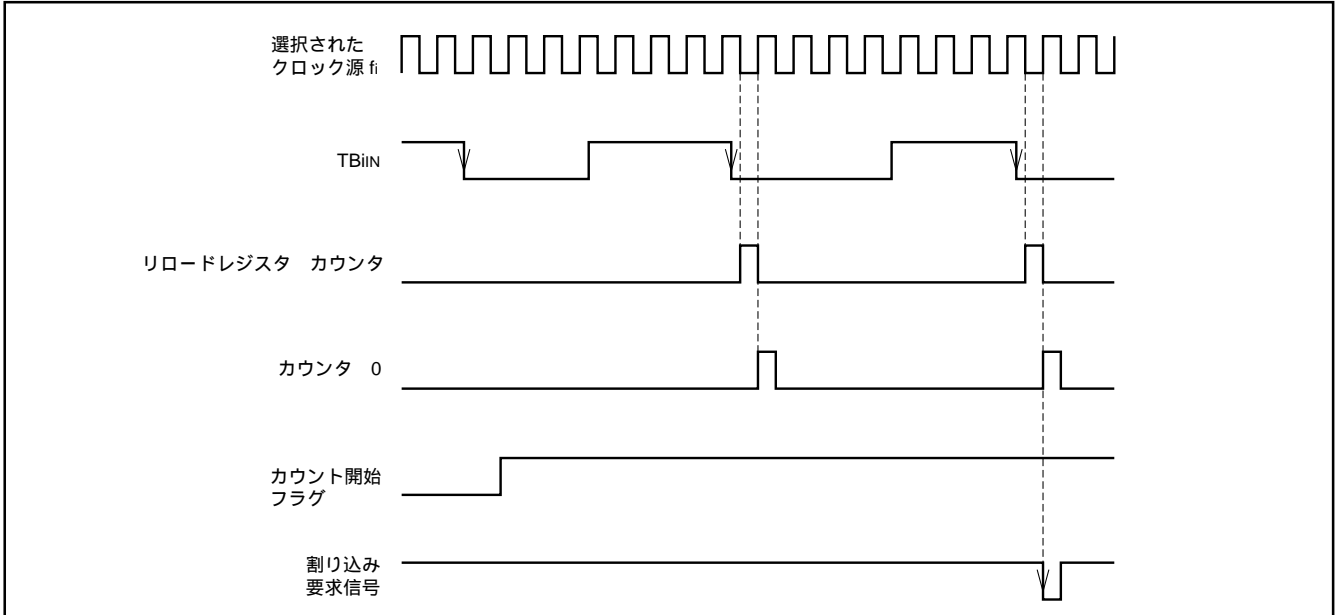 選択された
クロック源 fi
TBiIN
リロードレジスタ　カウンタ
カウンタ　0
カウント開始
フラグ
割り込み
要求信号